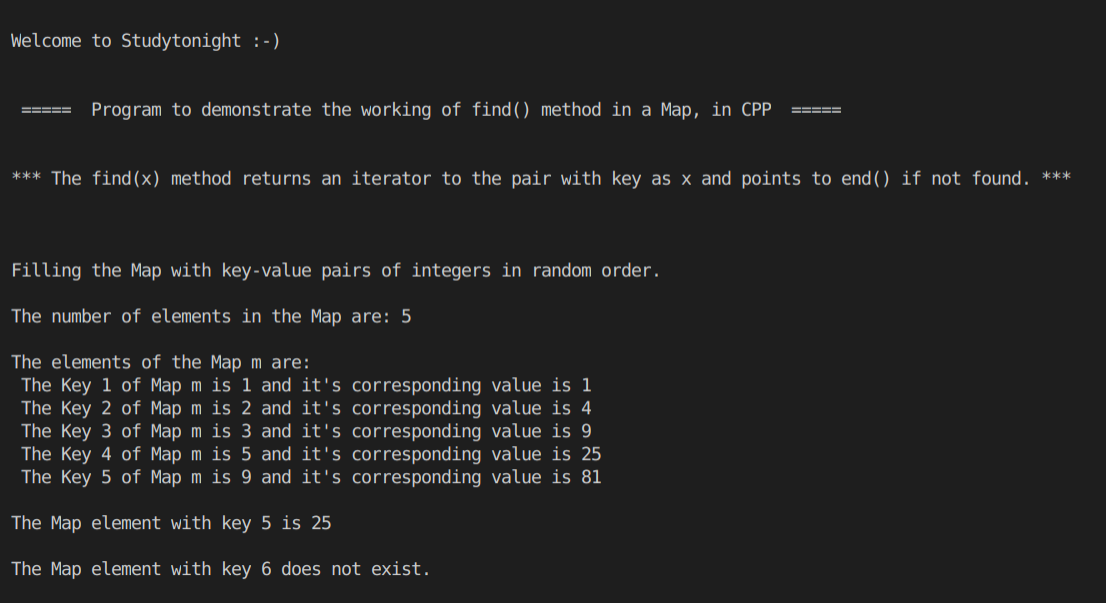 Welcome to Studytonight :-)
===== Program to demonstrate the working of find() method in a Map, in CPP =====
*** The find(x) method returns an iterator to the pair with key as x and points to end() if not found. ***
Filling the Map with key-value pairs of integers in random order.
The number of elements in the Map are: 5
The elements of the Map m are:
The Key 1 of Map m is 1 and it's corresponding value is 1
The Key 2 of Map m is 2 and it's corresponding value is 4
The Key 3 of Map m is 3 and it's corresponding value is 9
The Key 4 of Map m is 5 and it's corresponding value is 25
The Key 5 of Map m is 9 and it's corresponding value is 81
The Map element with key 5 is 25
The Map element with key 6 does not exist.